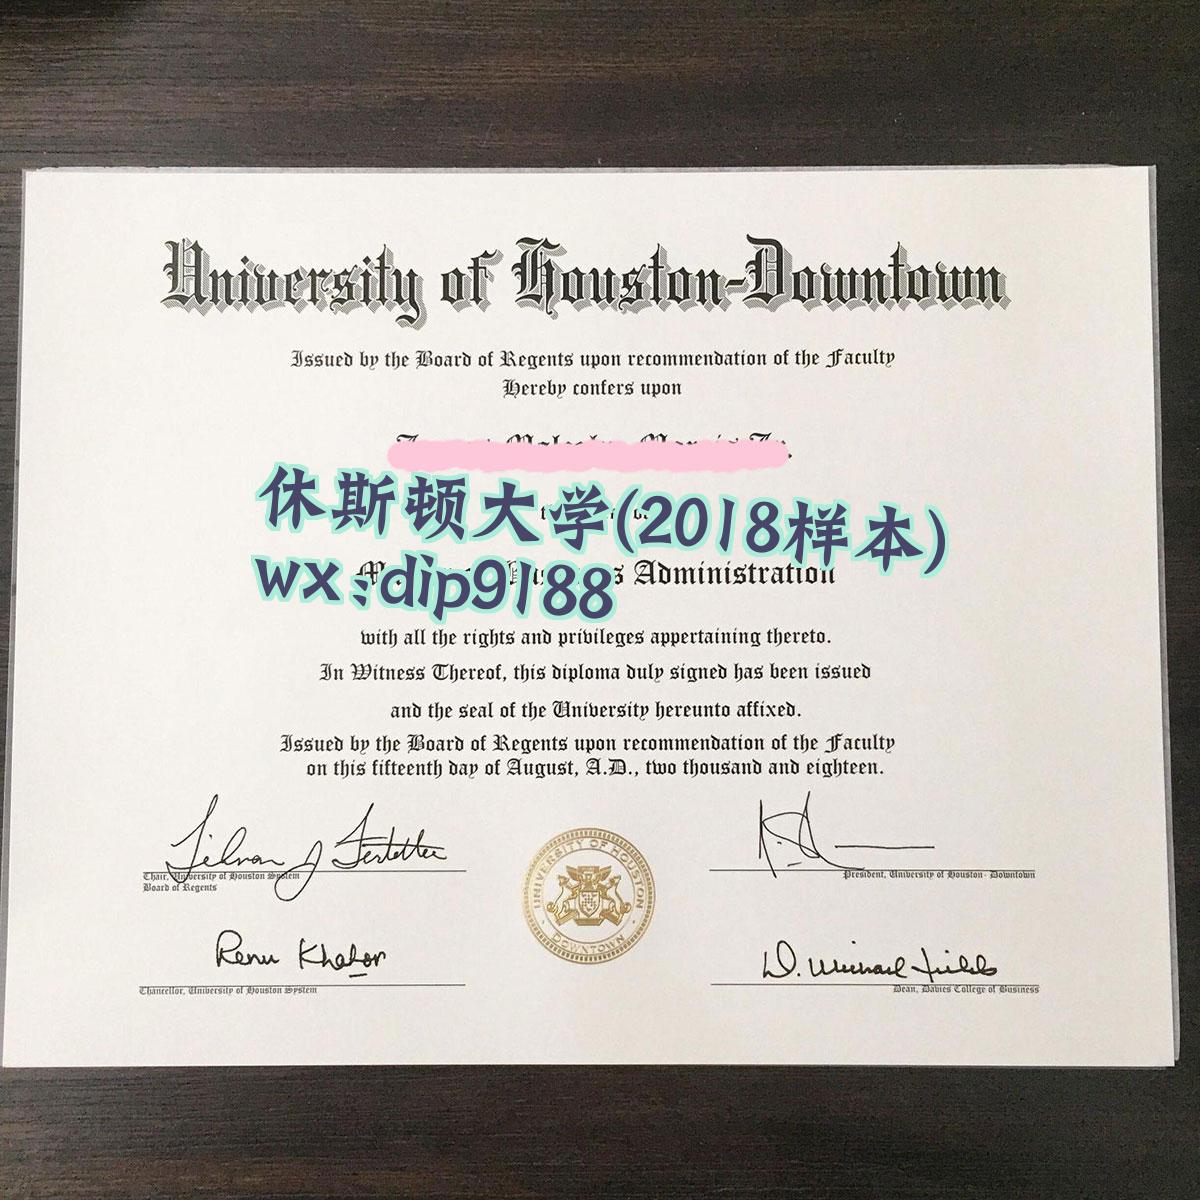 University of Houston-Downtown
Issued by the Board of Regents upon recommendation of the Faculty
Hereby confers upon
休斯顿大学(2018样本)
wx:dip9188
Administration
with all the rights and privileges appertaining thereto.
In Witness Thereof, this diploma duly signed has been issued
and the seal of the University hereunto affixed.
Issued by the Board of Regents upon recommendation of the Faculty
on this fifteenth day of August, A.D., two thousand and eighteen.
Chair, University of Houston System
Board of Regents
President, University of Houston- Downtown
UNIVERSITY OF HOUSTON
DOWNTOWN
Renu Khator
D. Michael Fields
Chancellor, University of Houston System
Dean, Davies College of Business